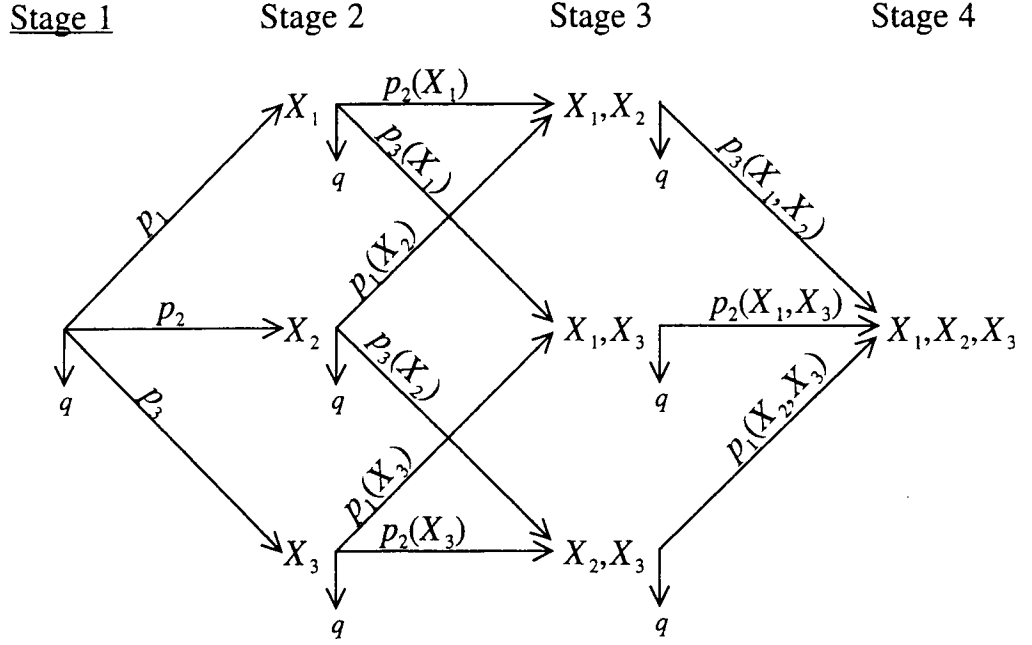 Stage 1 Stage 2 Stage 3 Stage 4
X₁ p₂(X₁) X₁,X₂
q p₃(X₁) q p₃(X₁,X₂)
p₁ p₁(X₂)
p₂ X₂ X₁,X₃ p₂(X₁,X₃) X₁,X₂,X₃
q p₃ q p₃(X₂) q p₁(X₂,X₃)
p₁(X₃)
X₃ p₂(X₃) X₂,X₃
q q